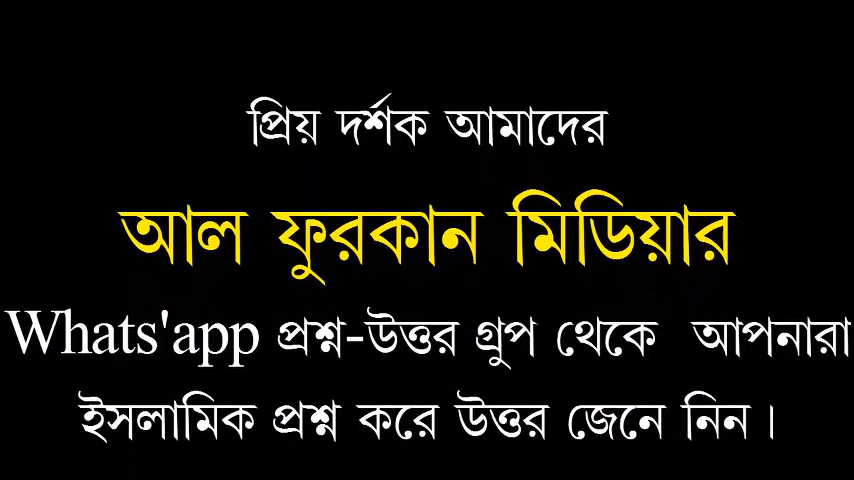 প্রিয় দর্শক আমাদের
আল ফুরকান মিডিয়ার
Whats'app প্রশ্ন-উত্তর গ্রুপ থেকে আপনারা
ইসলামিক প্রশ্ন করে উত্তর জেনে নিন।